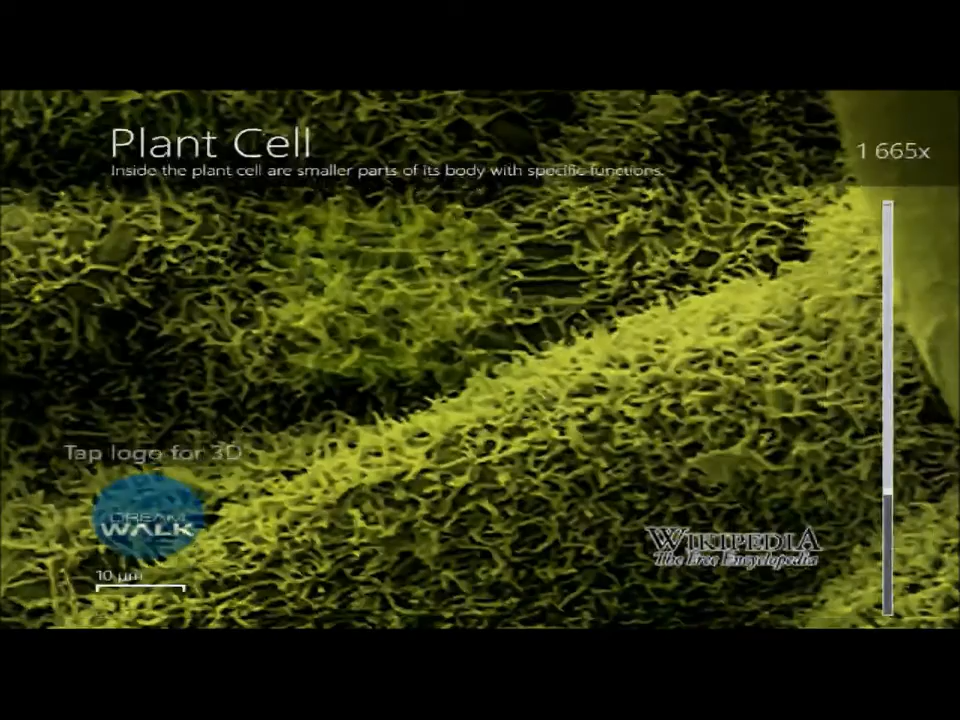 Plant Cell
Inside the plant cell are smaller parts of its body with specific functions.
1 665x
Tap logo for 3D
DREAM
WALK
10 µm
WIKIPEDIA
The Free Encyclopedia